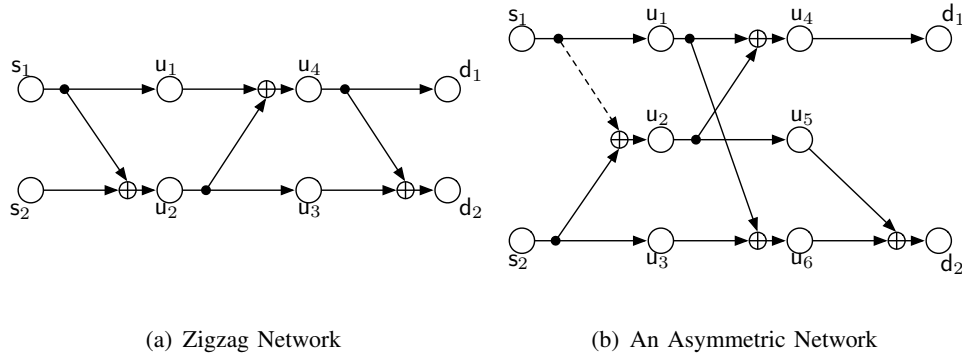 s₁ u₁ u₄ d₁
s₂ u₂ u₃ d₂
(a) Zigzag Network
s₁ u₁ u₄ d₁
u₂ u₅
s₂ u₃ u₆ d₂
(b) An Asymmetric Network